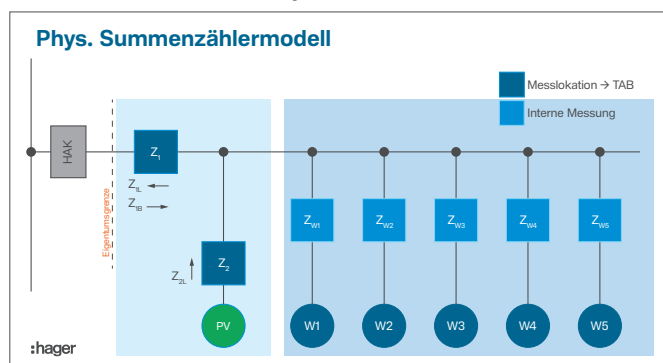 Phys. Summenzählermodell
Messlokation → TAB
Interne Messung
HAK
Eigentumsgrenze
Z1
Z1L
Z1B
Z2
Z2L
PV
ZW1 ZW2 ZW3 ZW4 ZW5
W1 W2 W3 W4 W5
:hager